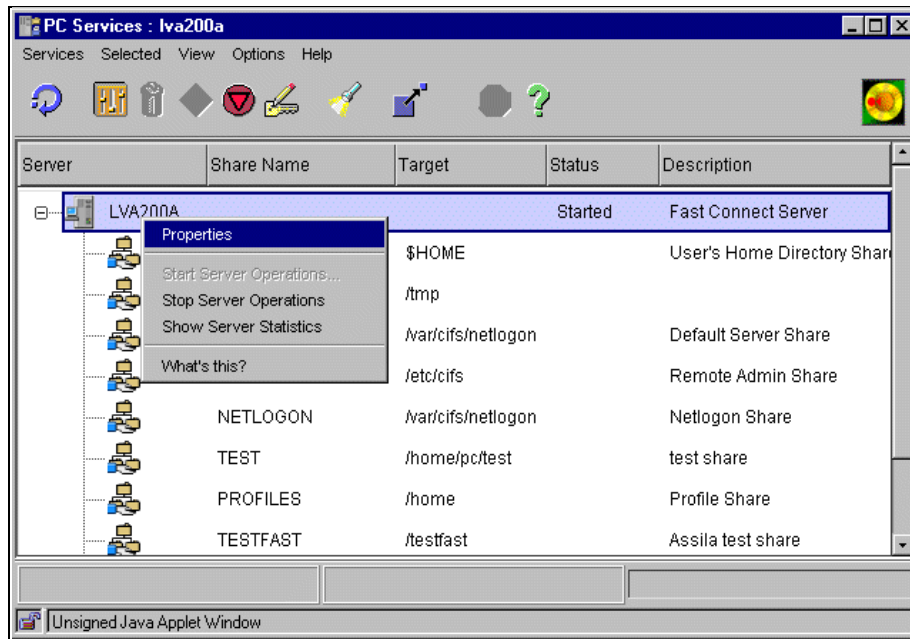 PC Services : lva200a
Services Selected View Options Help
Server Share Name Target Status Description
LVA200A Started Fast Connect Server
Properties
$HOME User's Home Directory Shar
Start Server Operations...
/tmp
Stop Server Operations
Show Server Statistics
/var/cifs/netlogon Default Server Share
What's this?
/etc/cifs Remote Admin Share
NETLOGON /var/cifs/netlogon Netlogon Share
TEST /home/pc/test test share
PROFILES /home Profile Share
TESTFAST /testfast Assila test share
Unsigned Java Applet Window